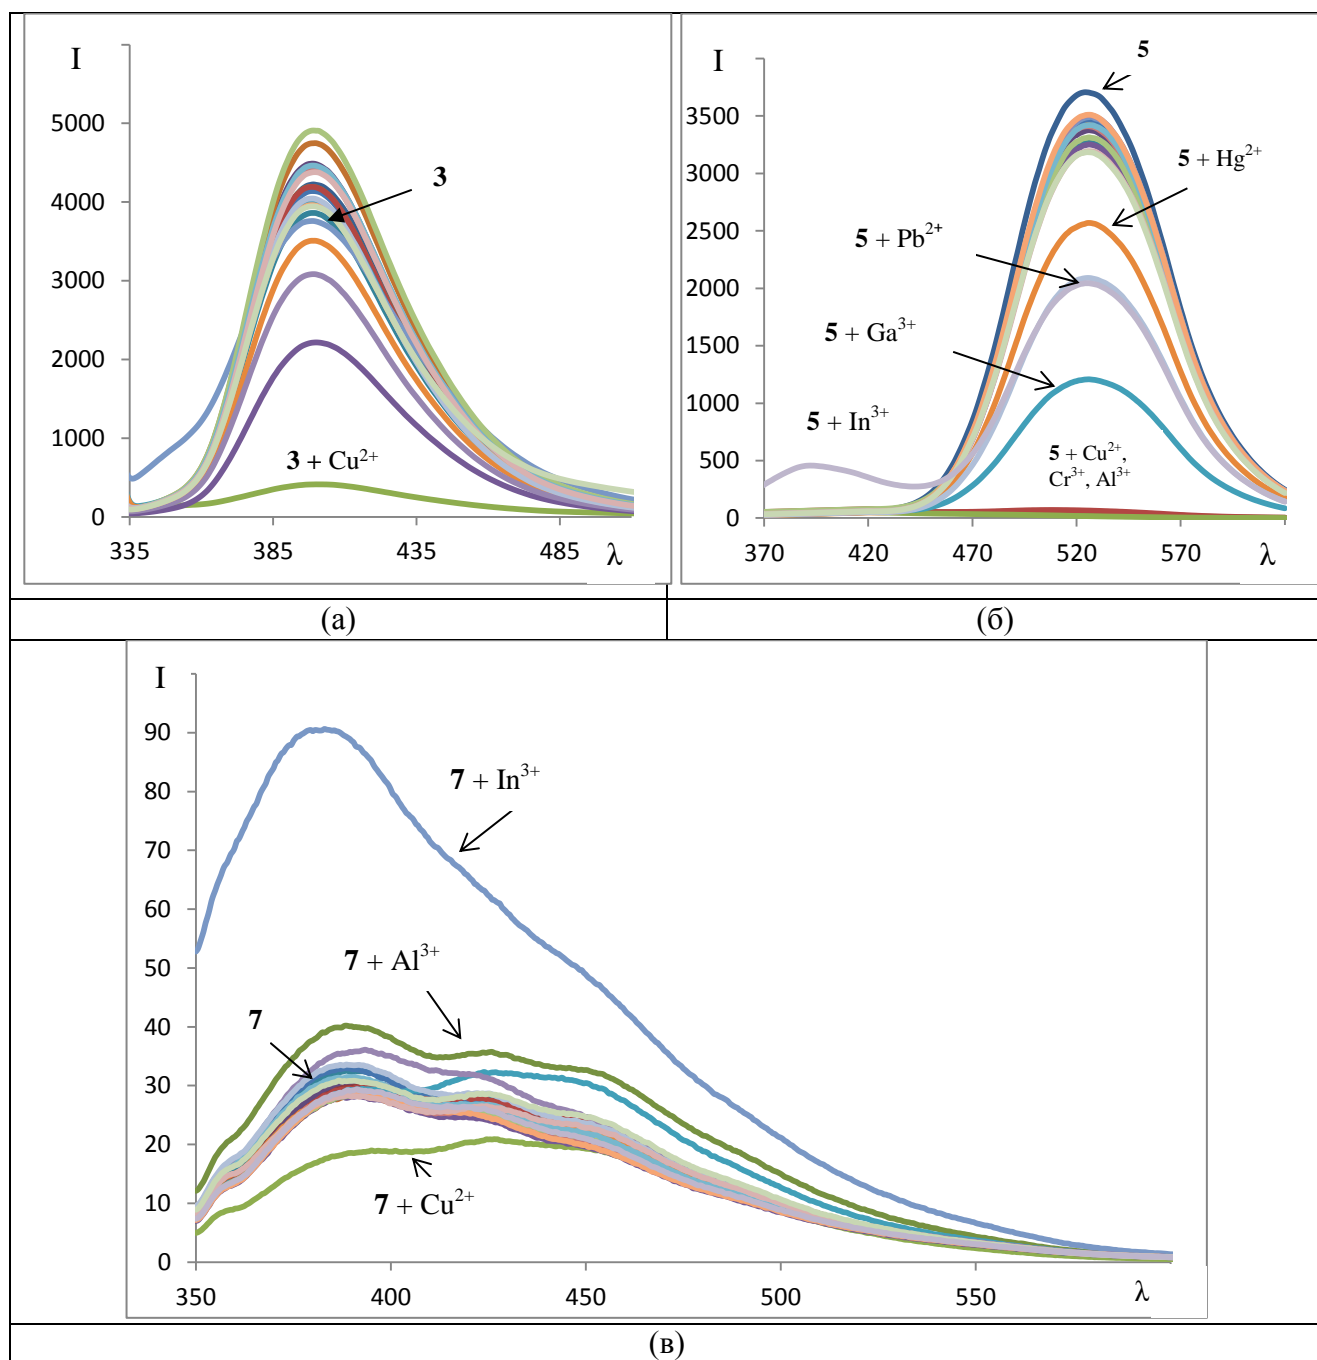 I
5000
4000
3000
2000
1000
0
335
385
435
485
λ
3
3 + Cu²⁺
(а)
I
3500
3000
2500
2000
1500
1000
500
0
370
420
470
520
570
λ
5
5 + Hg²⁺
5 + Pb²⁺
5 + Ga³⁺
5 + In³⁺
5 + Cu²⁺,
Cr³⁺, Al³⁺
(б)
I
90
80
70
60
50
40
30
20
10
0
350
400
450
500
550
λ
7 + In³⁺
7 + Al³⁺
7
7 + Cu²⁺
(в)